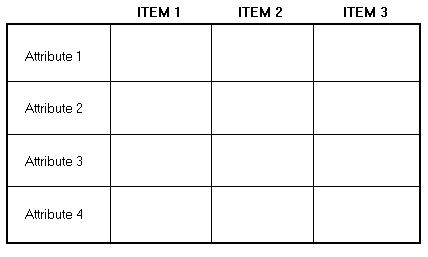 ITEM 1 ITEM 2 ITEM 3
Attribute 1
Attribute 2
Attribute 3
Attribute 4